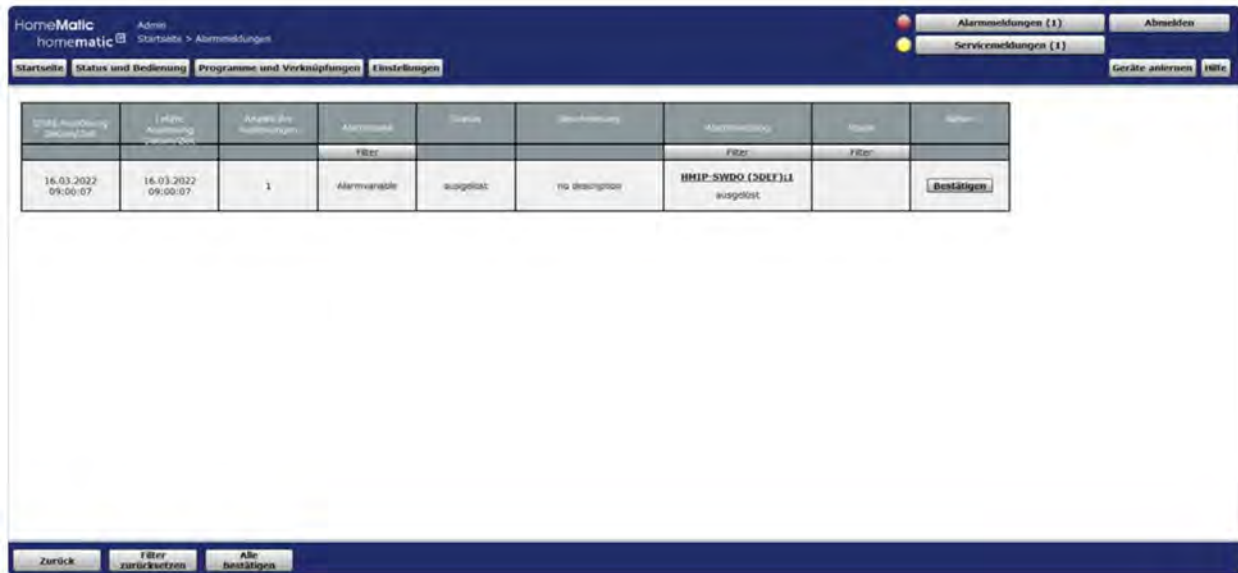 HomeMatic
homematic IP
Admin
Startseite > Alarmmeldungen
Alarmmeldungen (1)
Abmelden
Servicemeldungen (1)
Startseite Status und Bedienung Programme und Verknüpfungen Einstellungen
Geräte anlernen Hilfe
Filter Filter Filter
16.03.2022
09:00:07
16.03.2022
09:00:07
1
Alarmvariable
ausgelöst
no description
HMIP-SWDO (5DEF):1
ausgelöst
Bestätigen
Zurück
Filter
zurücksetzen
Alle
bestätigen